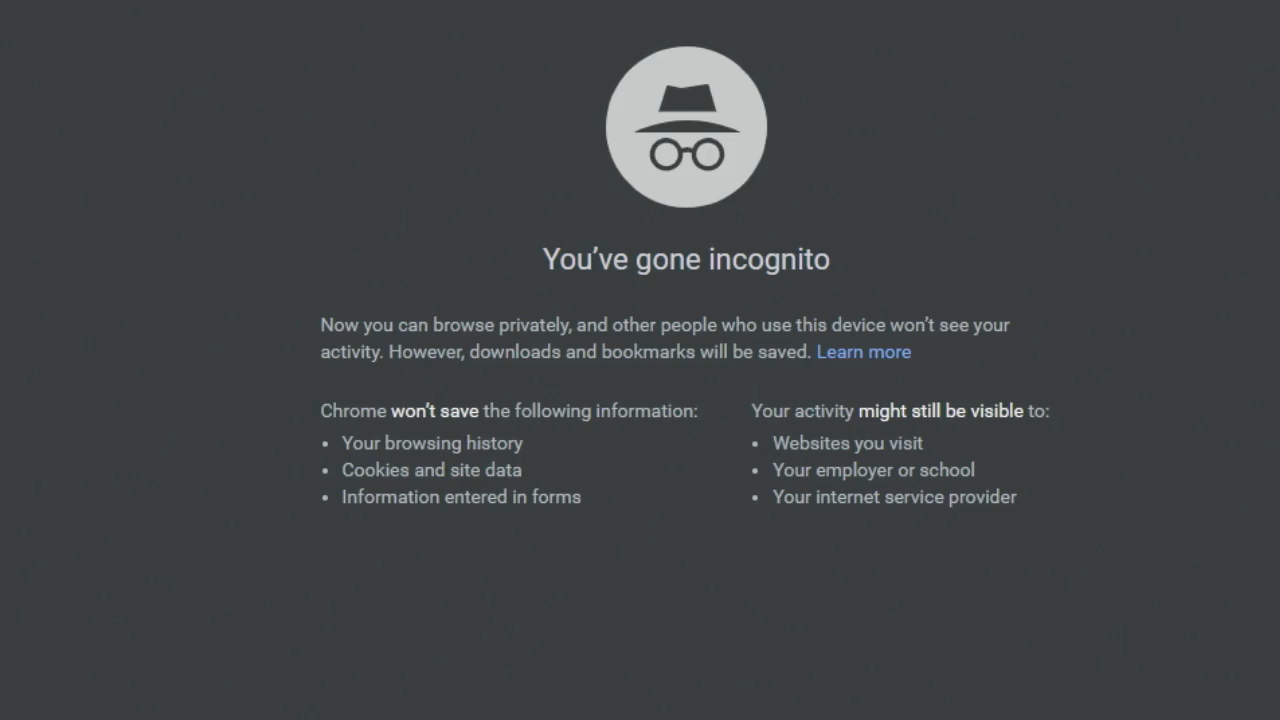 You've gone incognito
Now you can browse privately, and other people who use this device won't see your
activity. However, downloads and bookmarks will be saved. Learn more
Chrome won't save the following information:
• Your browsing history
• Cookies and site data
• Information entered in forms
Your activity might still be visible to:
• Websites you visit
• Your employer or school
• Your internet service provider